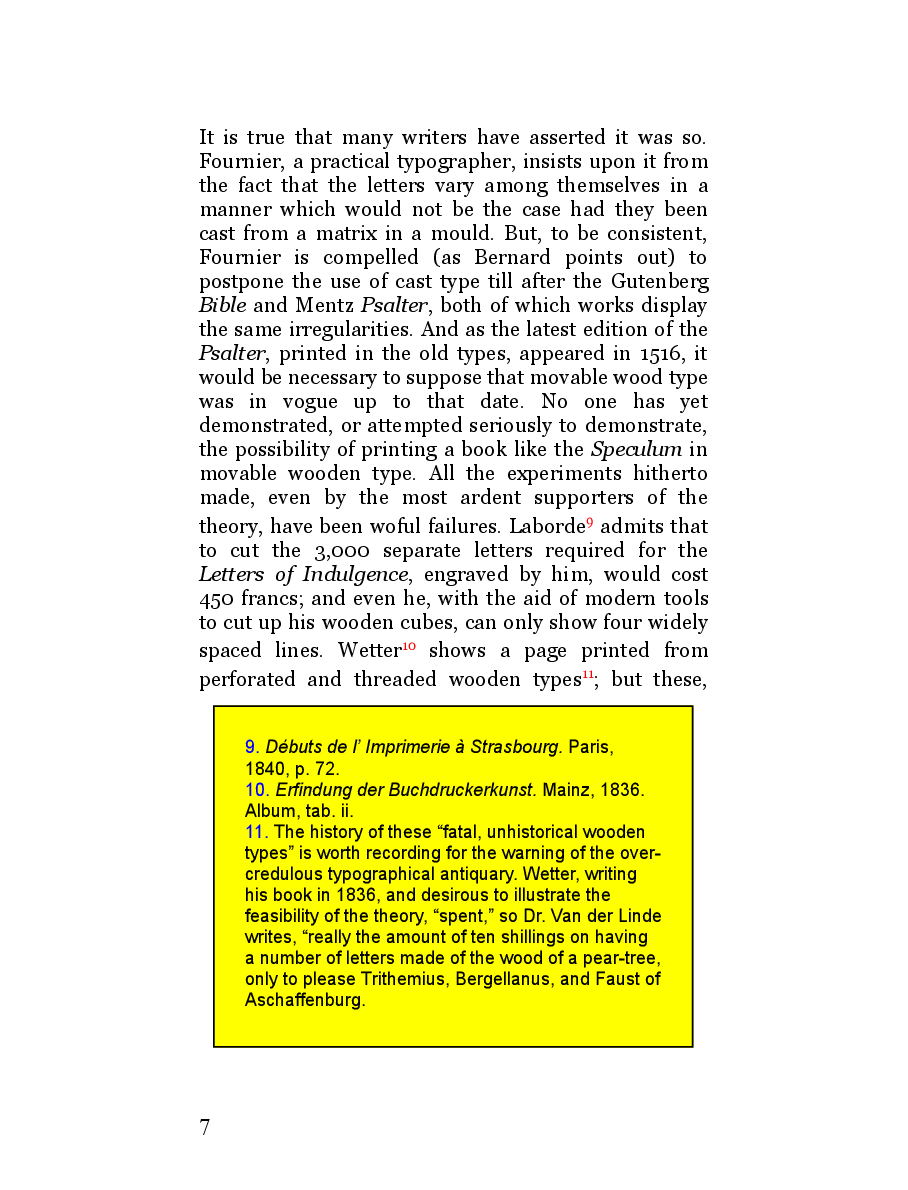 It is true that many writers have asserted it was so.
Fournier, a practical typographer, insists upon it from
the fact that the letters vary among themselves in a
manner which would not be the case had they been
cast from a matrix in a mould. But, to be consistent,
Fournier is compelled (as Bernard points out) to
postpone the use of cast type till after the Gutenberg
Bible and Mentz Psalter, both of which works display
the same irregularities. And as the latest edition of the
Psalter, printed in the old types, appeared in 1516, it
would be necessary to suppose that movable wood type
was in vogue up to that date. No one has yet
demonstrated, or attempted seriously to demonstrate,
the possibility of printing a book like the Speculum in
movable wooden type. All the experiments hitherto
made, even by the most ardent supporters of the
theory, have been woful failures. Laborde9 admits that
to cut the 3,000 separate letters required for the
Letters of Indulgence, engraved by him, would cost
450 francs; and even he, with the aid of modern tools
to cut up his wooden cubes, can only show four widely
spaced lines. Wetter10 shows a page printed from
perforated and threaded wooden types11; but these,
9. Débuts de l’ Imprimerie à Strasbourg. Paris,
1840, p. 72.
10. Erfindung der Buchdruckerkunst. Mainz, 1836.
Album, tab. ii.
11. The history of these “fatal, unhistorical wooden
types” is worth recording for the warning of the over-
credulous typographical antiquary. Wetter, writing
his book in 1836, and desirous to illustrate the
feasibility of the theory, “spent,” so Dr. Van der Linde
writes, “really the amount of ten shillings on having
a number of letters made of the wood of a pear-tree,
only to please Trithemius, Bergellanus, and Faust of
Aschaffenburg.
7